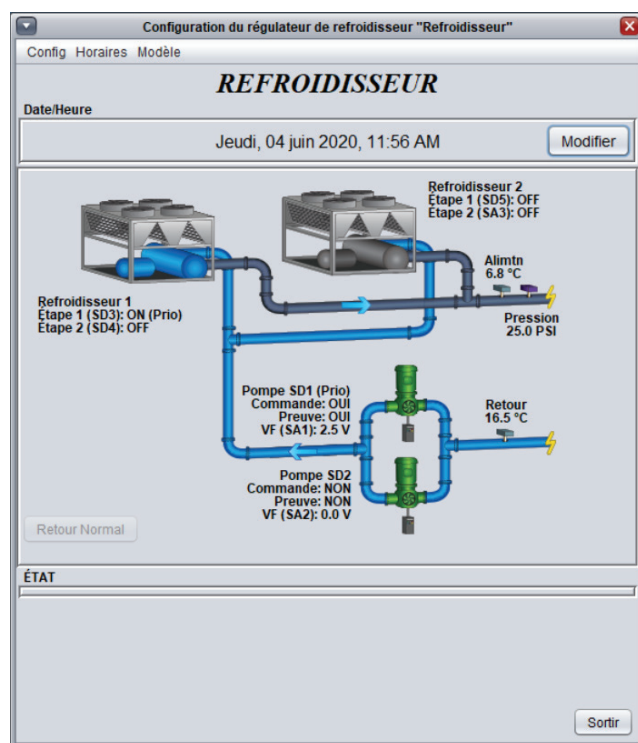 Configuration du régulateur de refroidisseur "Refroidisseur"
Config Horaires Modèle
REFROIDISSEUR
Date/Heure
Jeudi, 04 juin 2020, 11:56 AM
Modifier
Refroidisseur 2
Étape 1 (SD5): OFF
Étape 2 (SA3): OFF
Alimtn
6.8 °C
Refroidisseur 1
Étape 1 (SD3): ON (Prio)
Étape 2 (SD4): OFF
Pression
25.0 PSI
Pompe SD1 (Prio)
Commande: OUI
Preuve: OUI
VF (SA1): 2.5 V
Retour
16.5 °C
Pompe SD2
Commande: NON
Preuve: NON
VF (SA2): 0.0 V
Retour Normal
ÉTAT
Sortir